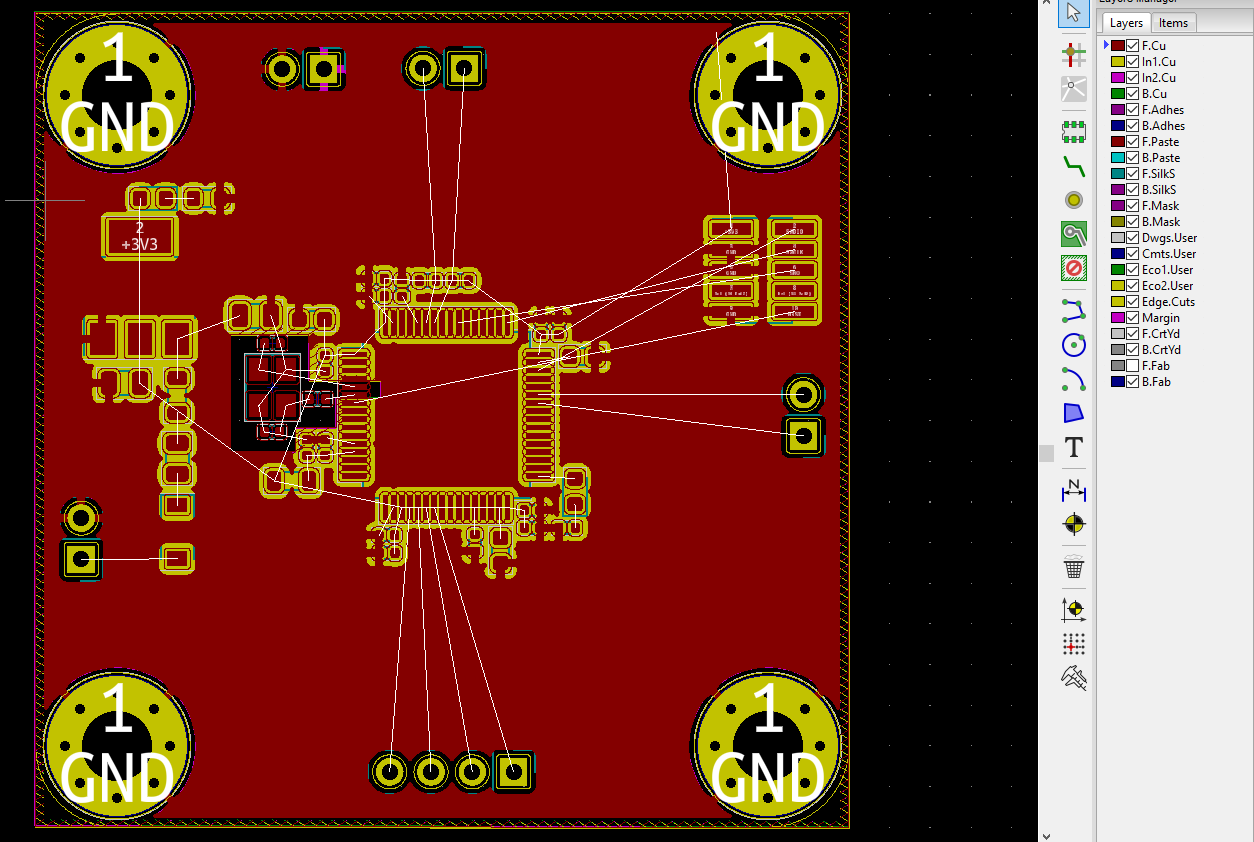 Layers Manager
Layers Items
F.Cu
In1.Cu
In2.Cu
B.Cu
F.Adhes
B.Adhes
F.Paste
B.Paste
F.SilkS
B.SilkS
F.Mask
B.Mask
Dwgs.User
Cmts.User
Eco1.User
Eco2.User
Edge.Cuts
Margin
F.CrtYd
B.CrtYd
F.Fab
B.Fab
1
GND
1
GND
2
+3V3
1
GND
1
GND
T
N